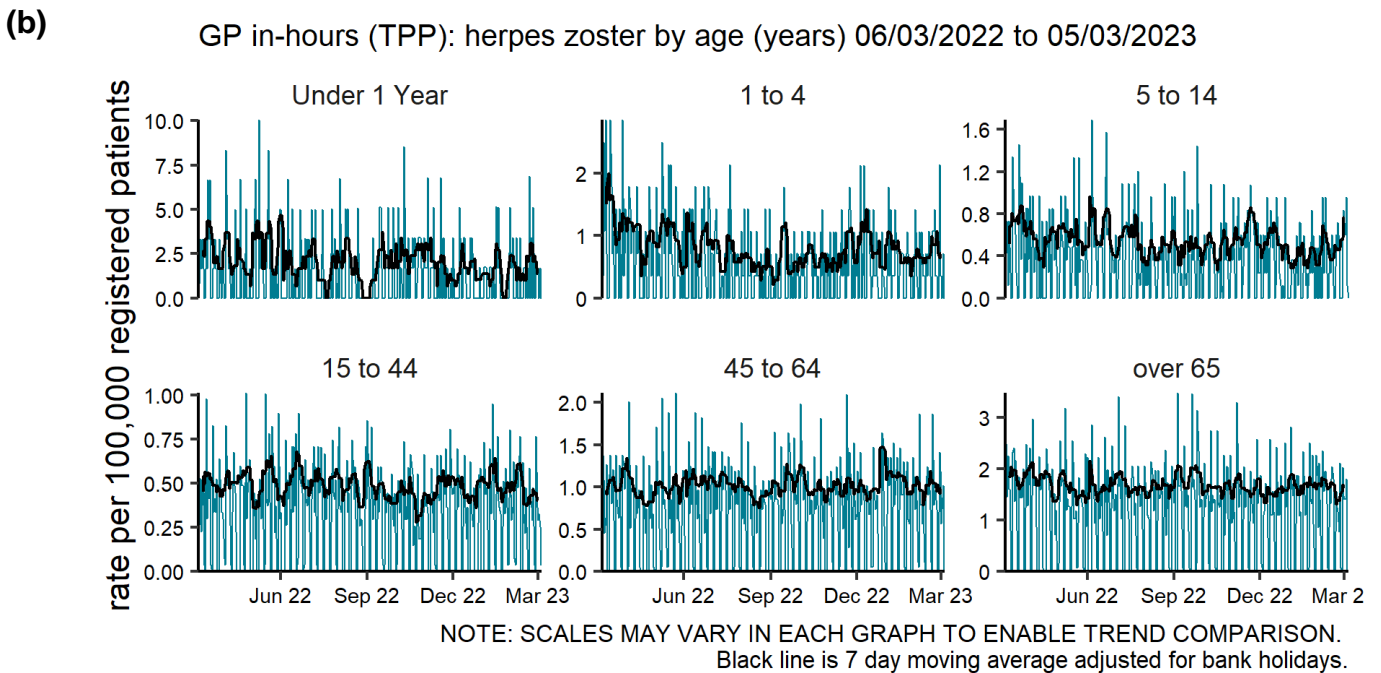 (b)
GP in-hours (TPP): herpes zoster by age (years) 06/03/2022 to 05/03/2023
rate per 100,000 registered patients
Under 1 Year
10.0
7.5
5.0
2.5
0.0
1 to 4
2
1
0
5 to 14
1.6
1.2
0.8
0.4
0.0
15 to 44
1.00
0.75
0.50
0.25
0.00
Jun 22 Sep 22 Dec 22 Mar 23
45 to 64
2.0
1.5
1.0
0.5
0.0
Jun 22 Sep 22 Dec 22 Mar 23
over 65
3
2
1
0
Jun 22 Sep 22 Dec 22 Mar 2
NOTE: SCALES MAY VARY IN EACH GRAPH TO ENABLE TREND COMPARISON.
Black line is 7 day moving average adjusted for bank holidays.